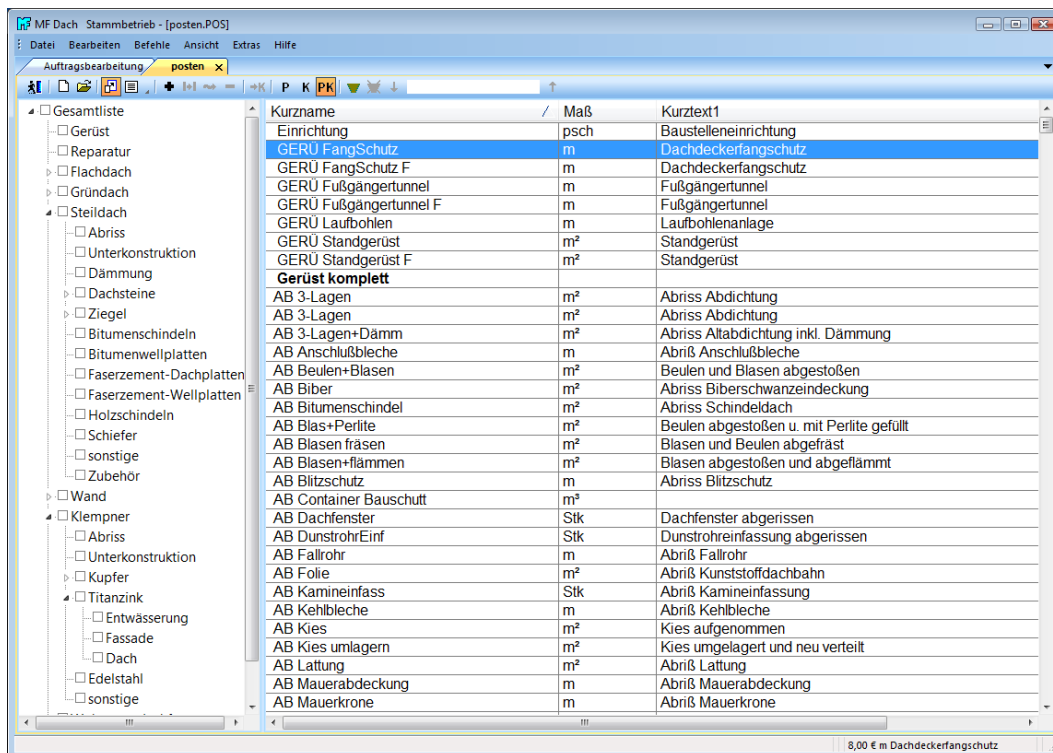 MF Dach Stammbetrieb - [posten.POS]
Datei Bearbeiten Befehle Ansicht Extras Hilfe
Auftragsbearbeitung posten x
P K PK
Gesamtliste
Gerüst
Reparatur
Flachdach
Gründach
Steildach
Abriss
Unterkonstruktion
Dämmung
Dachsteine
Ziegel
Bitumenschindeln
Bitumenwellplatten
Faserzement-Dachplatten
Faserzement-Wellplatten
Holzschindeln
Schiefer
sonstige
Zubehör
Wand
Klempner
Abriss
Unterkonstruktion
Kupfer
Titanzink
Entwässerung
Fassade
Dach
Edelstahl
sonstige
Kurzname / Maß Kurztext1
Einrichtung psch Baustelleneinrichtung
GERÜ FangSchutz m Dachdeckerfangschutz
GERÜ FangSchutz F m Dachdeckerfangschutz
GERÜ Fußgängertunnel m Fußgängertunnel
GERÜ Fußgängertunnel F m Fußgängertunnel
GERÜ Laufbohlen m Laufbohlenanlage
GERÜ Standgerüst m² Standgerüst
GERÜ Standgerüst F m² Standgerüst
Gerüst komplett
AB 3-Lagen m² Abriss Abdichtung
AB 3-Lagen m² Abriss Abdichtung
AB 3-Lagen+Dämm m² Abriss Altabdichtung inkl. Dämmung
AB Anschlußbleche m Abriß Anschlußbleche
AB Beulen+Blasen m² Beulen und Blasen abgestoßen
AB Biber m² Abriss Biberschwanzeindeckung
AB Bitumenschindel m² Abriss Schindeldach
AB Blas+Perlite m² Beulen abgestoßen u. mit Perlite gefüllt
AB Blasen fräsen m² Blasen und Beulen abgefräst
AB Blasen+flämmen m² Blasen abgestoßen und abgeflämmt
AB Blitzschutz m Abriss Blitzschutz
AB Container Bauschutt m³
AB Dachfenster Stk Dachfenster abgerissen
AB DunstrohrEinf Stk Dunstrohreinfassung abgerissen
AB Fallrohr m Abriß Fallrohr
AB Folie m² Abriß Kunststoffdachbahn
AB Kamineinfass Stk Abriß Kamineinfassung
AB Kehlbleche m Abriß Kehlbleche
AB Kies m² Kies aufgenommen
AB Kies umlagern m² Kies umgelagert und neu verteilt
AB Lattung m² Abriß Lattung
AB Mauerabdeckung m Abriß Mauerabdeckung
AB Mauerkrone m Abriß Mauerkrone
8,00 € m Dachdeckerfangschutz